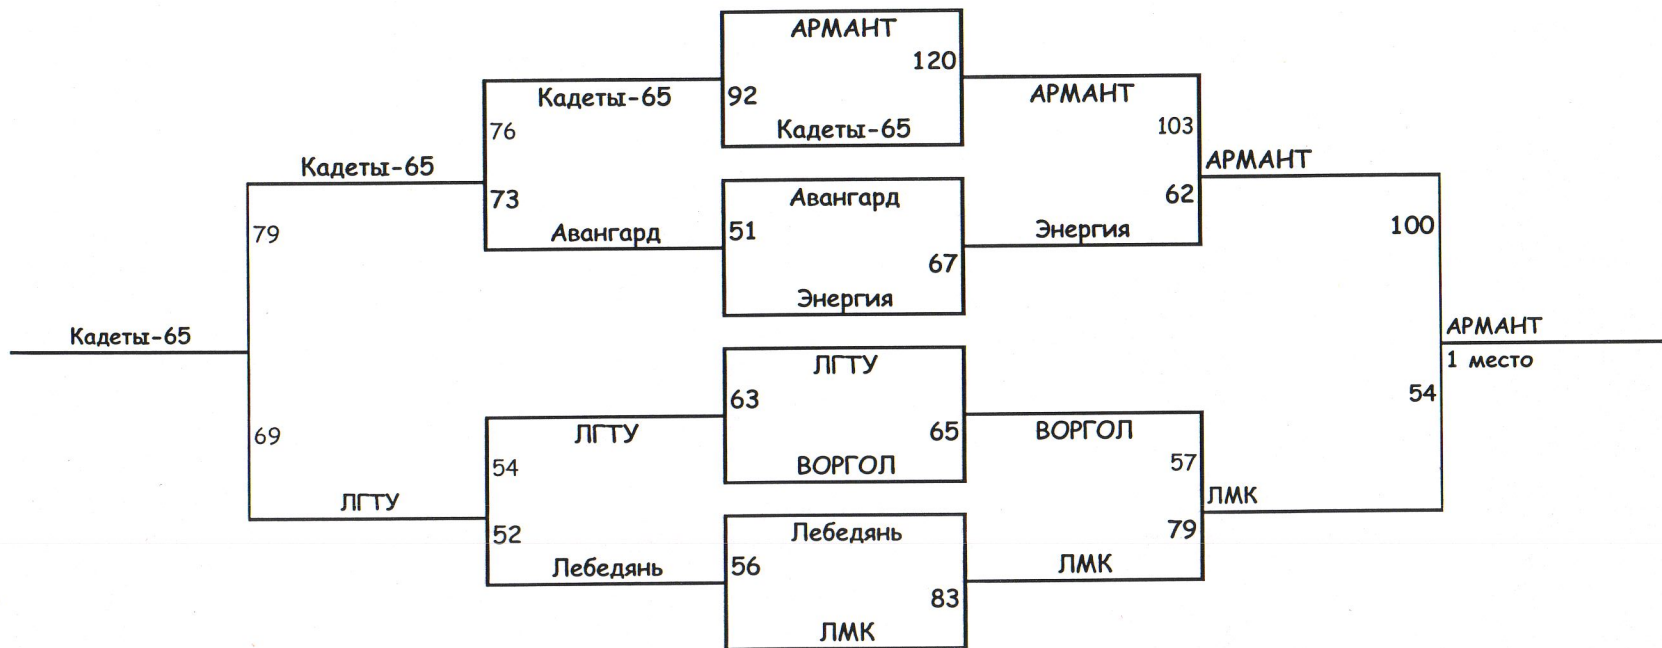 АРМАНТ
120
Кадеты-65
92
АРМАНТ
76
Кадеты-65
103
Кадеты-65
АРМАНТ
73
Авангард
62
79
Авангард
51
Энергия
100
67
Энергия
Кадеты-65
АРМАНТ
ЛГТУ
1 место
63
54
69
ЛГТУ
65
ВОРГОЛ
54
ВОРГОЛ
57
ЛГТУ
ЛМК
52
Лебедянь
79
Лебедянь
56
ЛМК
83
ЛМК